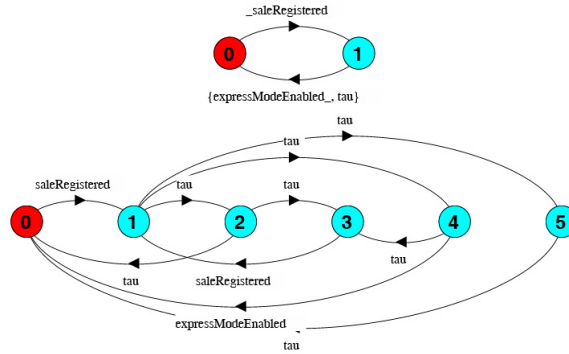 _saleRegistered
0
1
{expressModeEnabled_, tau}
tau
tau
saleRegistered
tau
tau
0
1
2
3
4
5
tau
saleRegistered
tau
expressModeEnabled _
tau